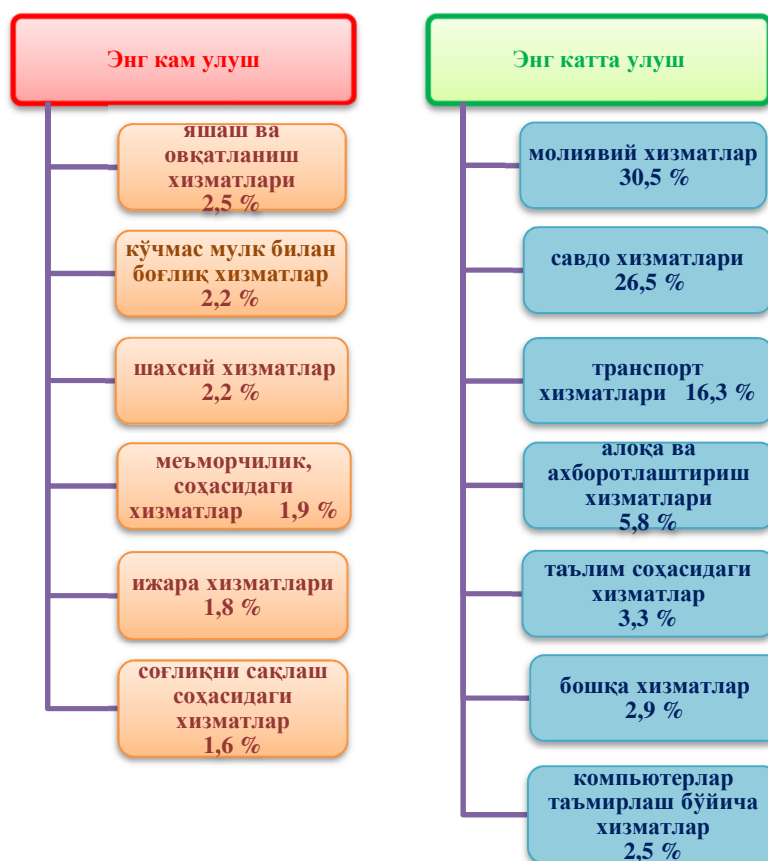 Энг кам улуш
яшаш ва
овқатланиш
хизматлари
2,5 %
кўчмас мулк билан
боғлиқ хизматлар
2,2 %
шахсий хизматлар
2,2 %
меъморчилик,
соҳасидаги
хизматлар 1,9 %
ижара хизматлари
1,8 %
соғлиқни сақлаш
соҳасидаги
хизматлар
1,6 %
Энг катта улуш
молиявий хизматлар
30,5 %
савдо хизматлари
26,5 %
транспорт
хизматлари 16,3 %
алоқа ва
ахборотлаштириш
хизматлари
5,8 %
таълим соҳасидаги
хизматлар
3,3 %
бошқа хизматлар
2,9 %
компьютерлар
таъмирлаш бўйича
хизматлар
2,5 %